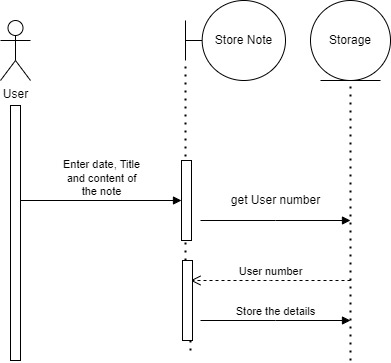 Store Note
Storage
User
Enter date, Title
and content of
the note
get User number
User number
Store the details